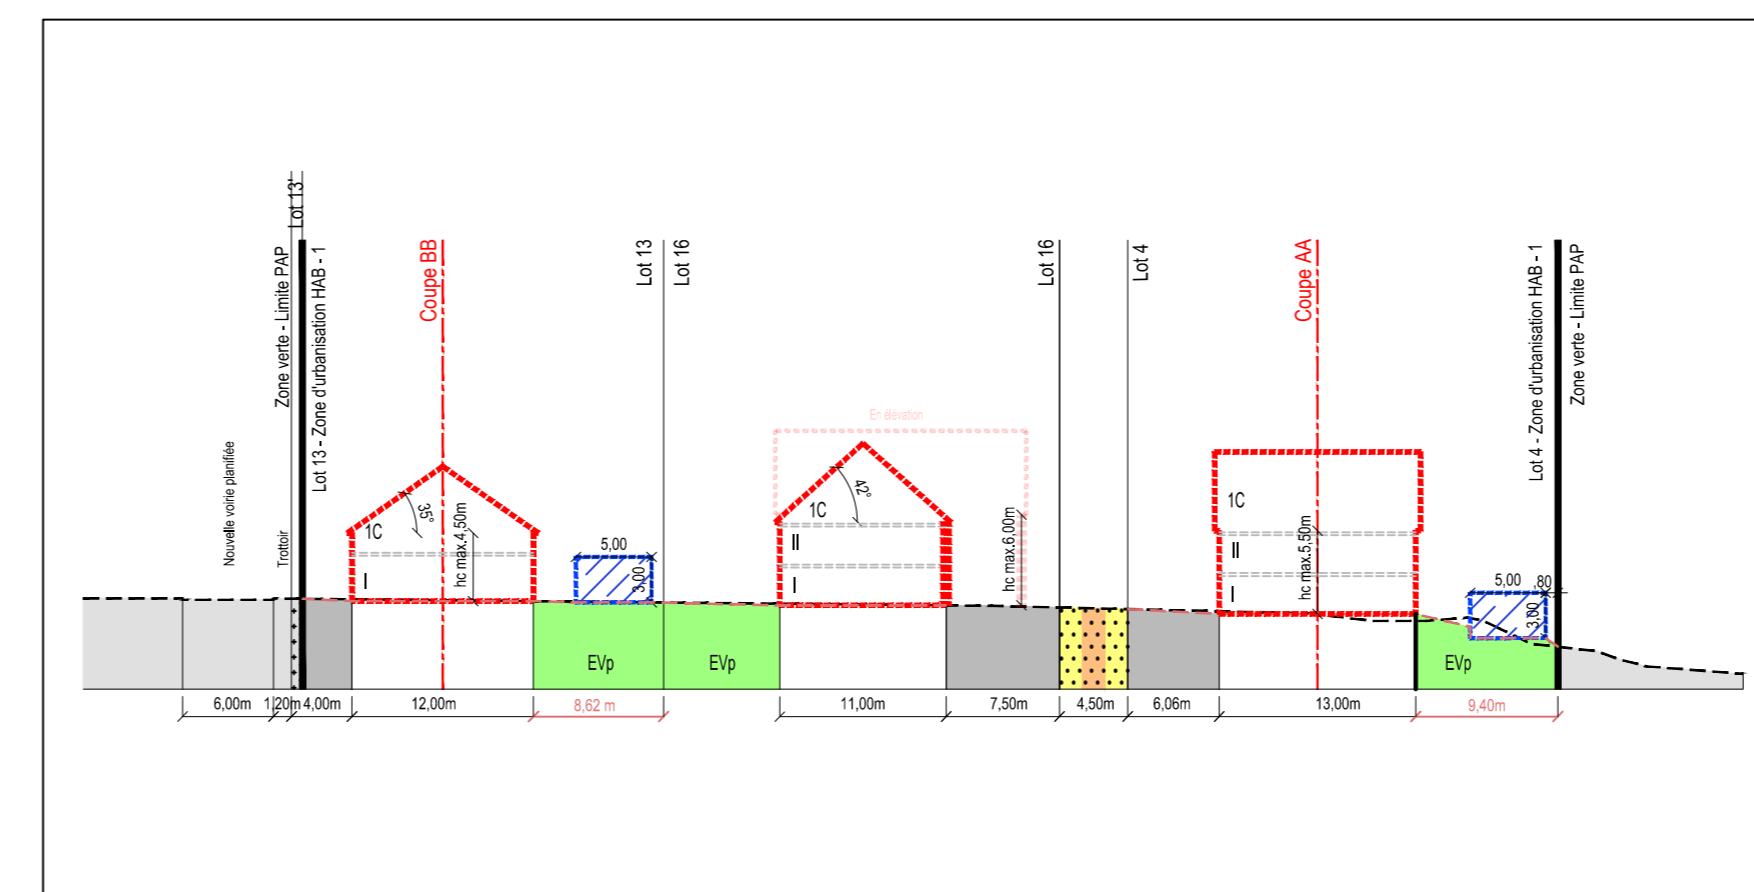 Zone verte - Limite PAP
Lot 13'
Lot 13 - Zone d'urbanisation HAB - 1
Coupe BB
Lot 13
Lot 16
Lot 16
Lot 4
Coupe AA
Lot 4 - Zone d'urbanisation HAB - 1
Zone verte - Limite PAP
Nouvelle voirie planifiée
Trottoir
En élévation
35°
1C
I
hc max.4,50m
5,00
3,00
42°
1C
II
I
hc max.6,00m
1C
II
I
hc max.5,50m
5,00
,80
3,00
EVp
EVp
EVp
6,00m
1,20m
4,00m
12,00m
8,62 m
11,00m
7,50m
4,50m
6,06m
13,00m
9,40m